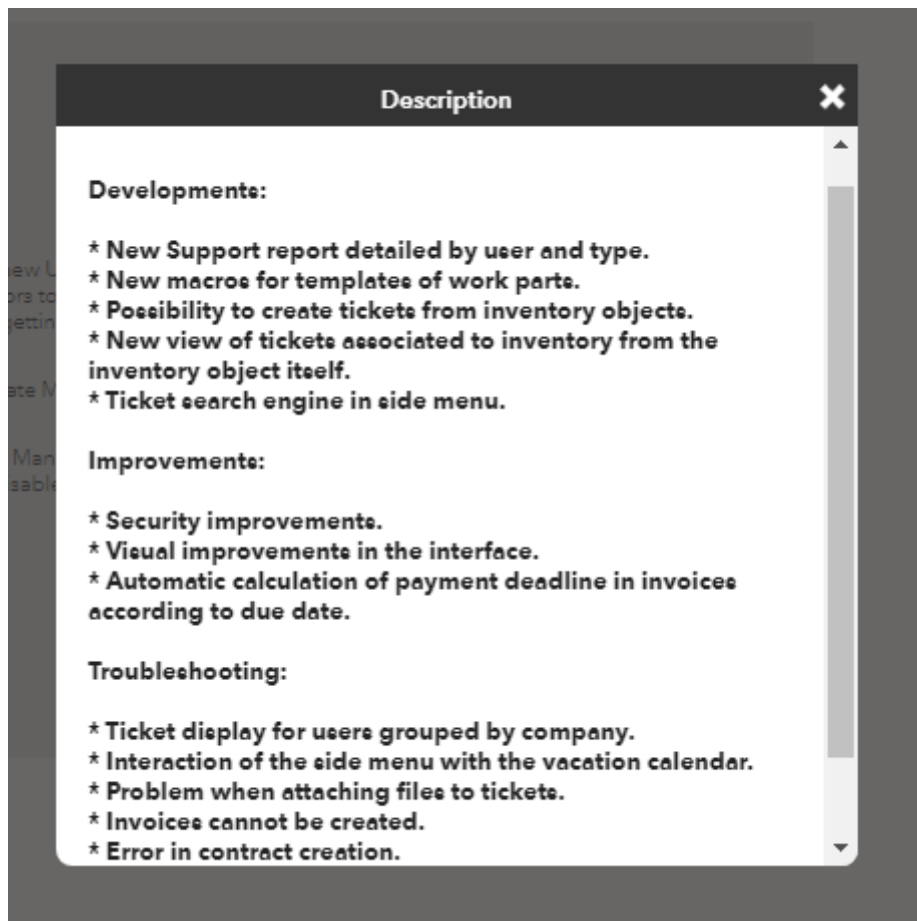 Description
Developments:
* New Support report detailed by user and type.
* New macros for templates of work parts.
* Possibility to create tickets from inventory objects.
* New view of tickets associated to inventory from the
inventory object itself.
* Ticket search engine in side menu.
Improvements:
* Security improvements.
* Visual improvements in the interface.
* Automatic calculation of payment deadline in invoices
according to due date.
Troubleshooting:
* Ticket display for users grouped by company.
* Interaction of the side menu with the vacation calendar.
* Problem when attaching files to tickets.
* Invoices cannot be created.
* Error in contract creation.